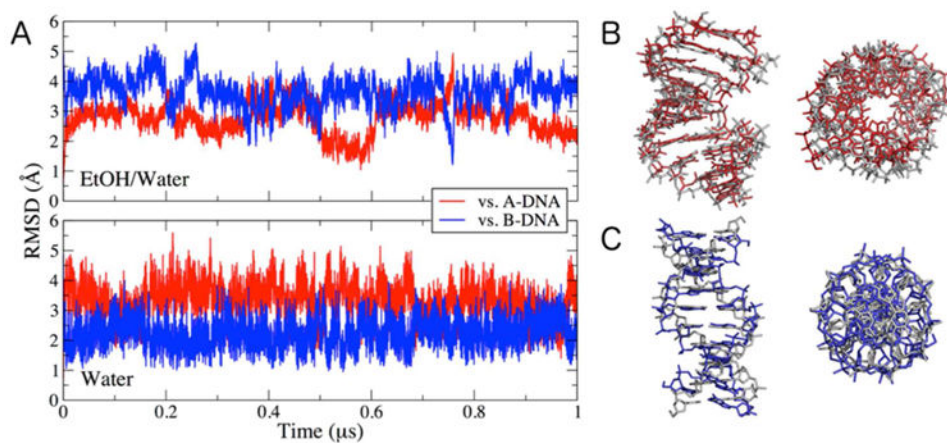 A
B
C
RMSD (Å)
6
5
4
3
2
1
0
EtOH/Water
vs. A-DNA
vs. B-DNA
6
5
4
3
2
1
0
Water
0 0.2 0.4 0.6 0.8 1
Time (μs)